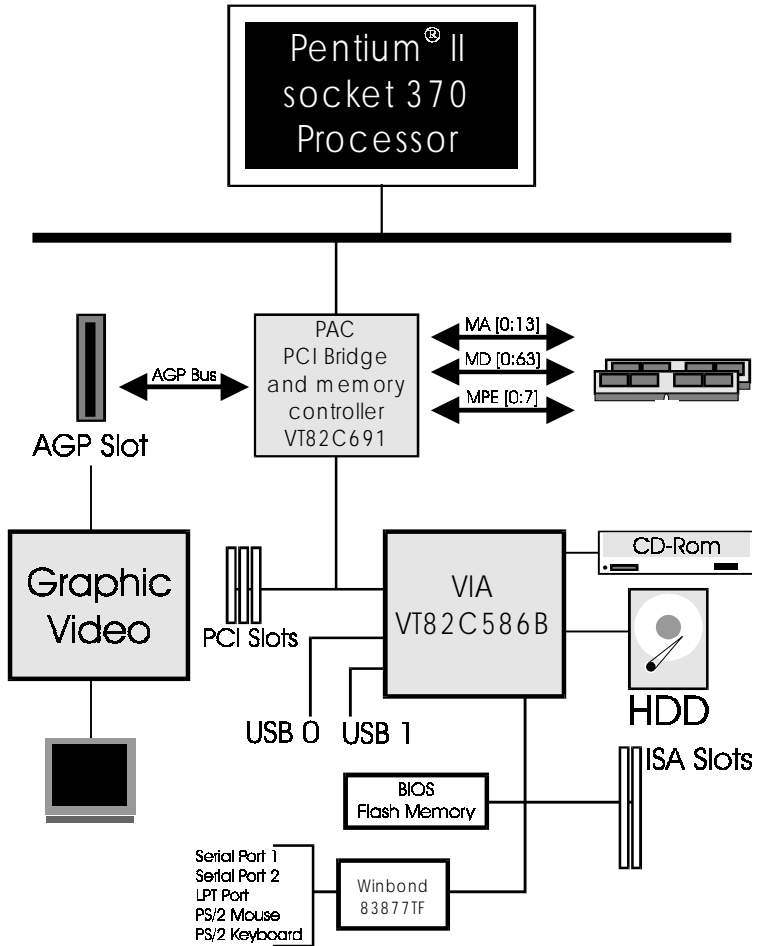 Pentium® II
socket 370
Processor
PAC
PCI Bridge
and memory
controller
VT82C691
MA [0:13]
MD [0:63]
MPE [0:7]
AGP Bus
AGP Slot
Graphic
Video
PCI Slots
VIA
VT82C586B
CD-Rom
HDD
USB 0
USB 1
ISA Slots
BIOS
Flash Memory
Serial Port 1
Serial Port 2
LPT Port
PS/2 Mouse
PS/2 Keyboard
Winbond
83877TF